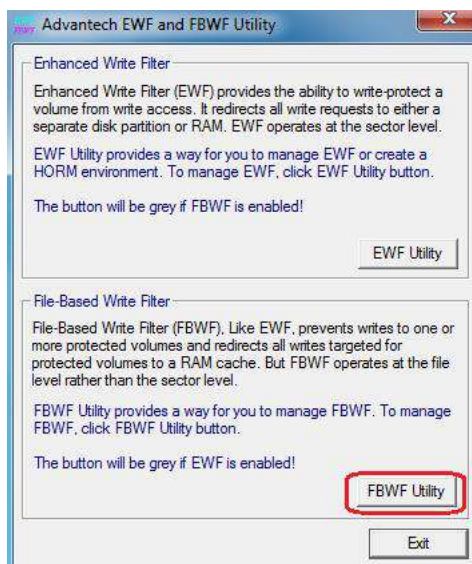 Advantech EWF and FBWF Utility
Enhanced Write Filter
Enhanced Write Filter (EWF) provides the ability to write-protect a
volume from write access. It redirects all write requests to either a
separate disk partition or RAM. EWF operates at the sector level.
EWF Utility provides a way for you to manage EWF or create a
HORM environment. To manage EWF, click EWF Utility button.
The button will be grey if FBWF is enabled!
EWF Utility
File-Based Write Filter
File-Based Write Filter (FBWF), Like EWF, prevents writes to one or
more protected volumes and redirects all writes targeted for
protected volumes to a RAM cache. But FBWF operates at the file
level rather than the sector level.
FBWF Utility provides a way for you to manage FBWF. To manage
FBWF, click FBWF Utility button.
The button will be grey if EWF is enabled!
FBWF Utility
Exit